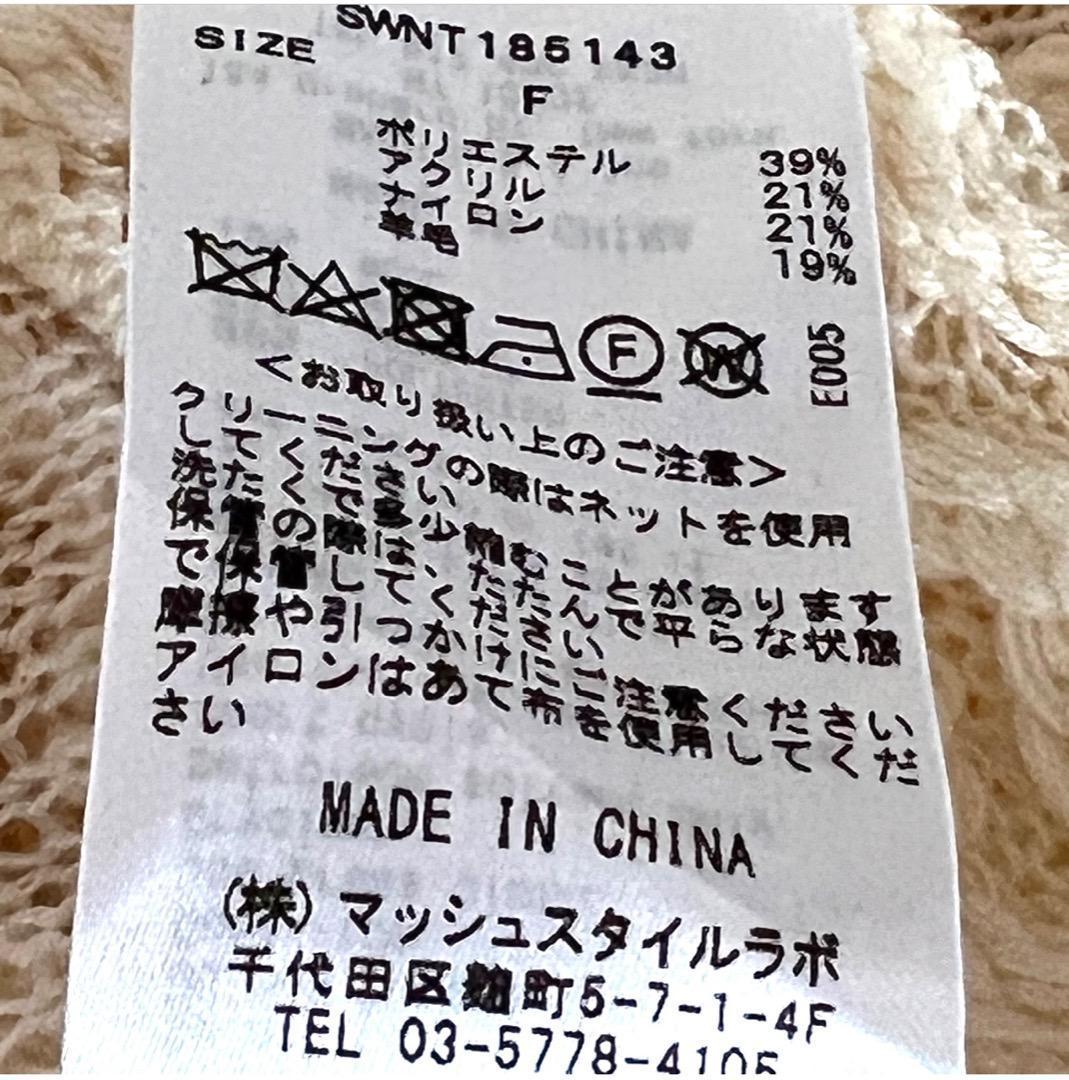 SWNT185143
SIZE
F
ポリエステル 39%
アクリル 21%
ナイロン 21%
羊毛 19%
F W E005
<お取り扱い上のご注意>
クリーニングの際はネットを使用
してください
洗たくで多少縮むことがあります
保管の際は、たたんで平らな状態
で保管してください
摩擦や引っかけにご注意ください
アイロンはあて布を使用してくだ
さい
MADE IN CHINA
(株)マッシュスタイルラボ
千代田区麹町5-7-1-4F
TEL 03-5778-4105